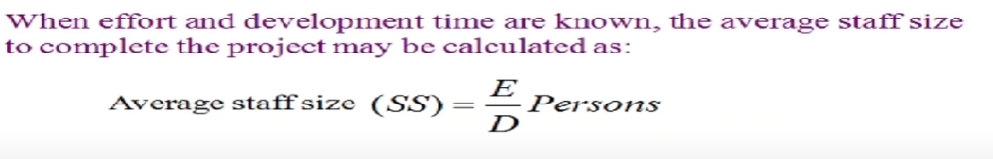 When effort and development time are known, the average staff size
to complete the project may be calculated as:
Average staff size (SS) = E/D Persons